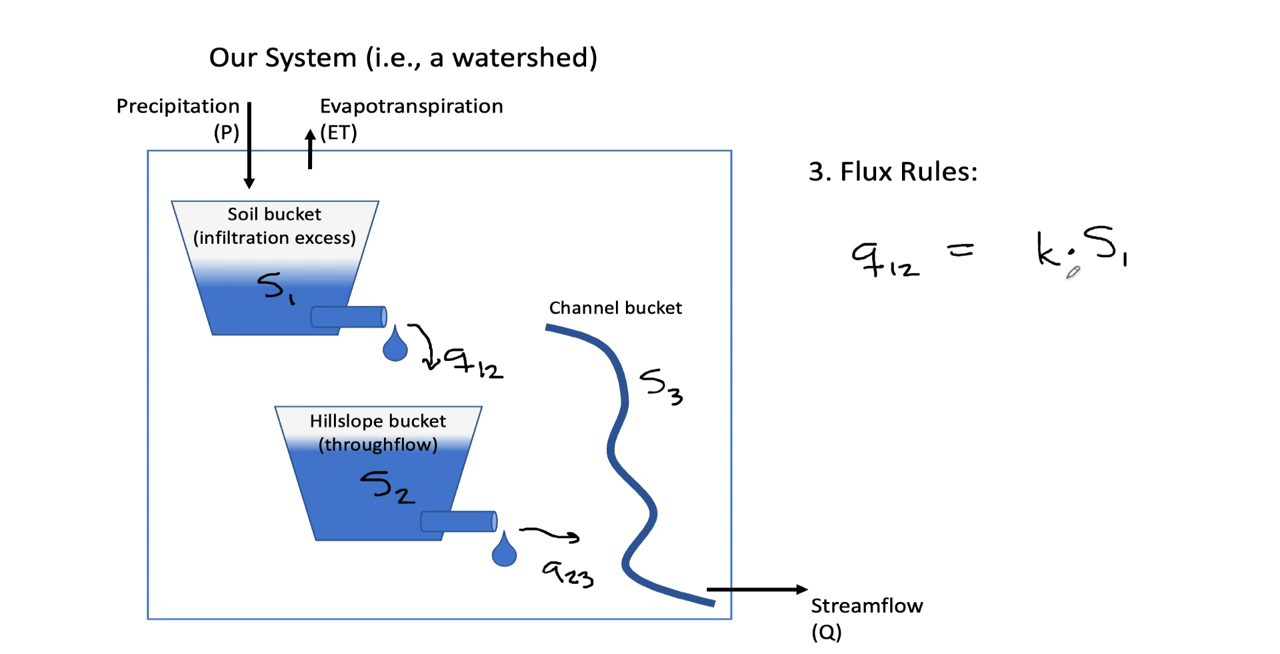 Our System (i.e., a watershed)
Precipitation
(P)
Evapotranspiration
(ET)
3. Flux Rules:
q₁₂ = k·S₁
Soil bucket
(infiltration excess)
S₁
q₁₂
Channel bucket
S₃
Hillslope bucket
(throughflow)
S₂
q₂₃
Streamflow
(Q)